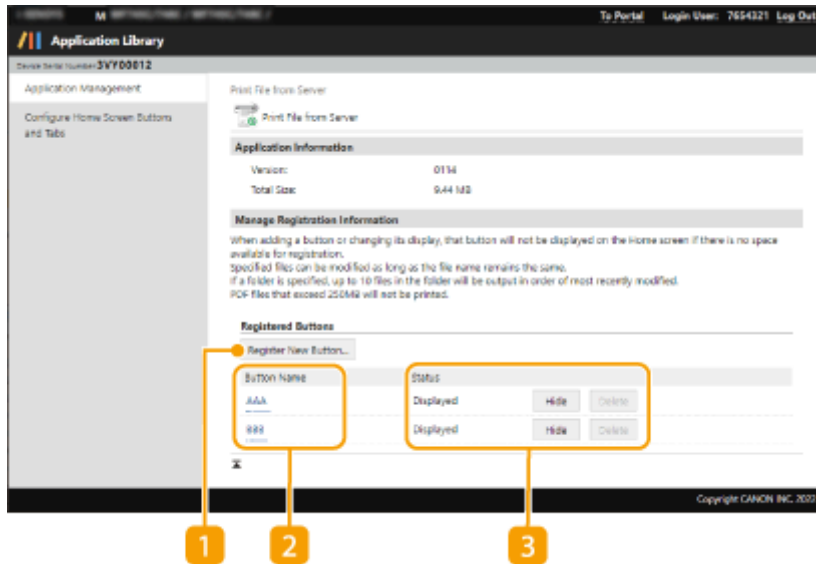 M
To Portal Login User: 7654321 Log Out
Application Library
Device Serial Number:3VY00012
Application Management
Configure Home Screen Buttons
and Tabs
Print File from Server
Print File from Server
Application Information
Version: 0114
Total Size: 9.44 MB
Manage Registration Information
When adding a button or changing its display, that button will not be displayed on the Home screen if there is no space
available for registration.
Specified files can be modified as long as the file name remains the same.
If a folder is specified, up to 10 files in the folder will be output in order of most recently modified.
PDF files that exceed 250MB will not be printed.
Registered Buttons
Register New Button...
Button Name Status
AAA Displayed Hide Delete
BBB Displayed Hide Delete
Copyright CANON INC. 2022
1 2 3